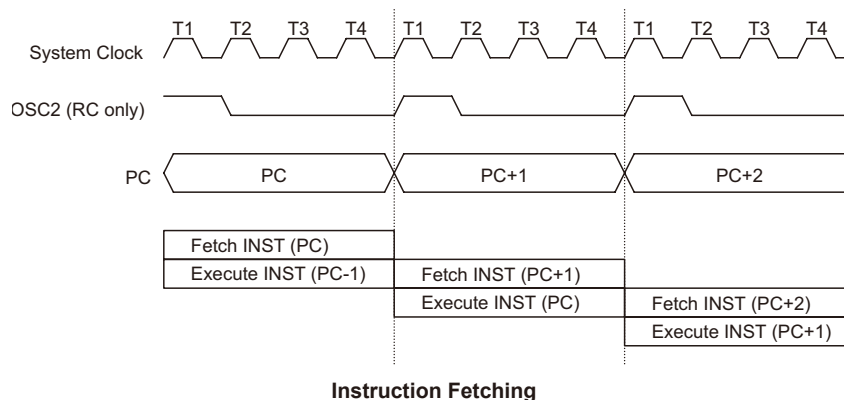 T1 T2 T3 T4 T1 T2 T3 T4 T1 T2 T3 T4
System Clock
OSC2 (RC only)
PC PC PC+1 PC+2
Fetch INST (PC)
Execute INST (PC-1) Fetch INST (PC+1)
Execute INST (PC) Fetch INST (PC+2)
Execute INST (PC+1)
Instruction Fetching